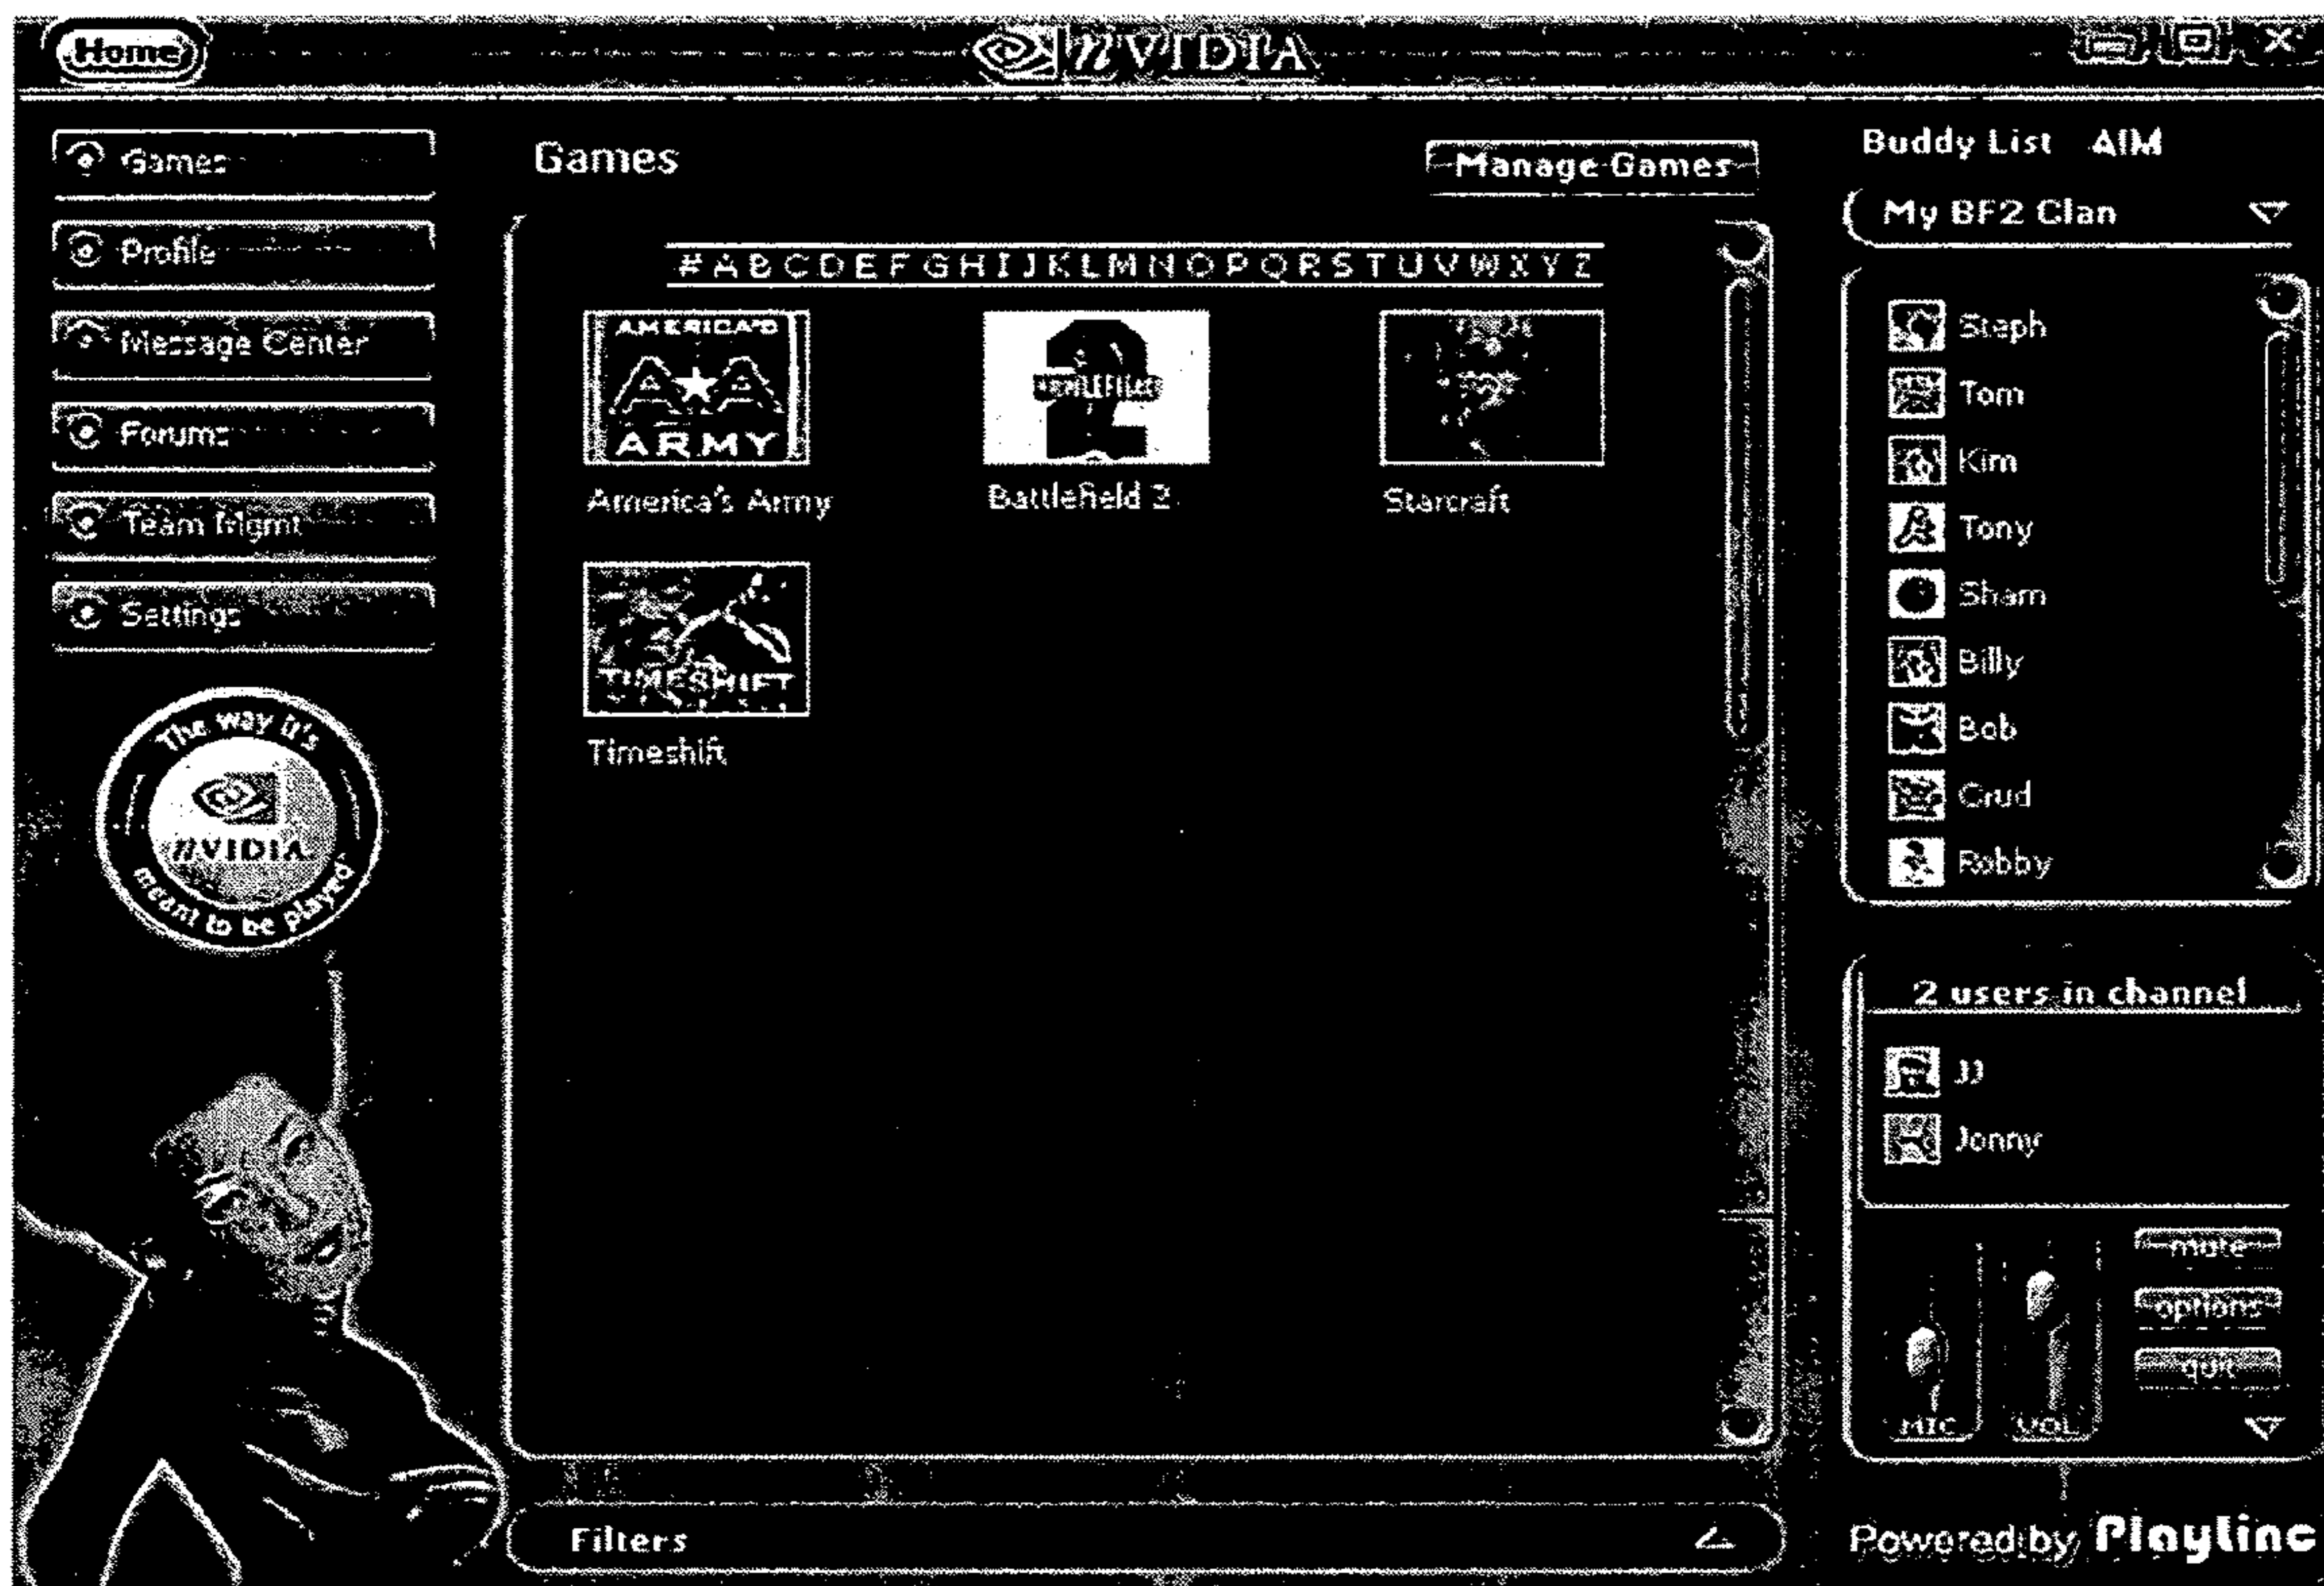 Home
nVIDIA
Games
Profile
Message Center
Forums
Team Mgmt
Settings
The way it's
nVIDIA
meant to be played
Games
Manage Games
# A B C D E F G H I J K L M N O P Q R S T U V W X Y Z
AMERICA'S
ARMY
America's Army
Battlefield 2
Starcraft
TIMESHIFT
Timeshift
Filters
Buddy List AIM
My BF2 Clan
Steph
Tom
Kim
Tony
Sham
Billy
Bob
Crud
Robby
2 users in channel
JJ
Jonny
mute
options
quit
MIC VOL
Powered by PlayLinc